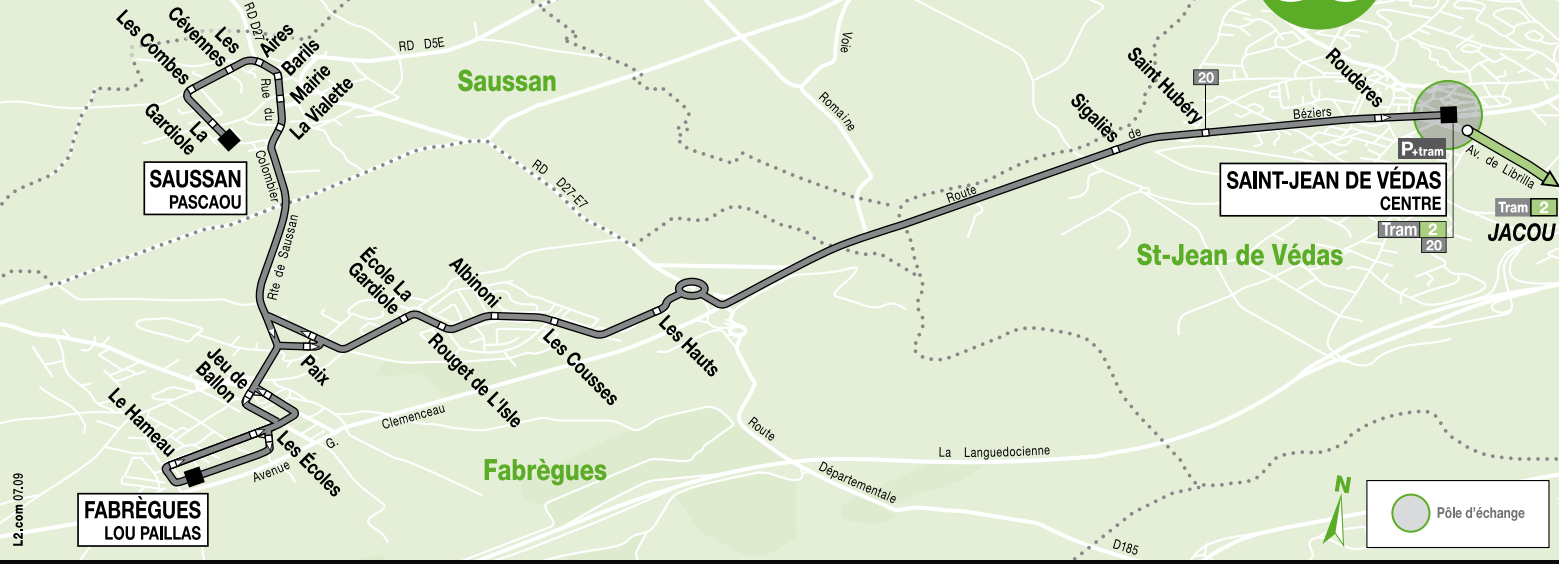 RD D27
Les Combes
Cévennes
Les
Aires
Barils
Mairie
La Vialette
La
Gardiole
Rue du
Colombier
SAUSSAN
PASCAOU
RD D5E
Saussan
Voie
Romaine
RD D27-E7
Rte de Saussan
École La
Gardiole
Albinoni
Rouget de L'Isle
Les Cousses
Les Hauts
Paix
Jeu de
Ballon
Le Hameau
Les Écoles
Avenue G. Clemenceau
FABRÈGUES
LOU PAILLAS
Fabrègues
Route
Départementale
La Languedocienne
D185
Route de Béziers
Sigaliès
Saint Hubéry
20
Roudères
P+tram
SAINT-JEAN DE VÉDAS
CENTRE
Tram 2
20
Av. de Librilla
Tram 2
JACOU
St-Jean de Védas
N
Pôle d'échange
L2.com 07.09